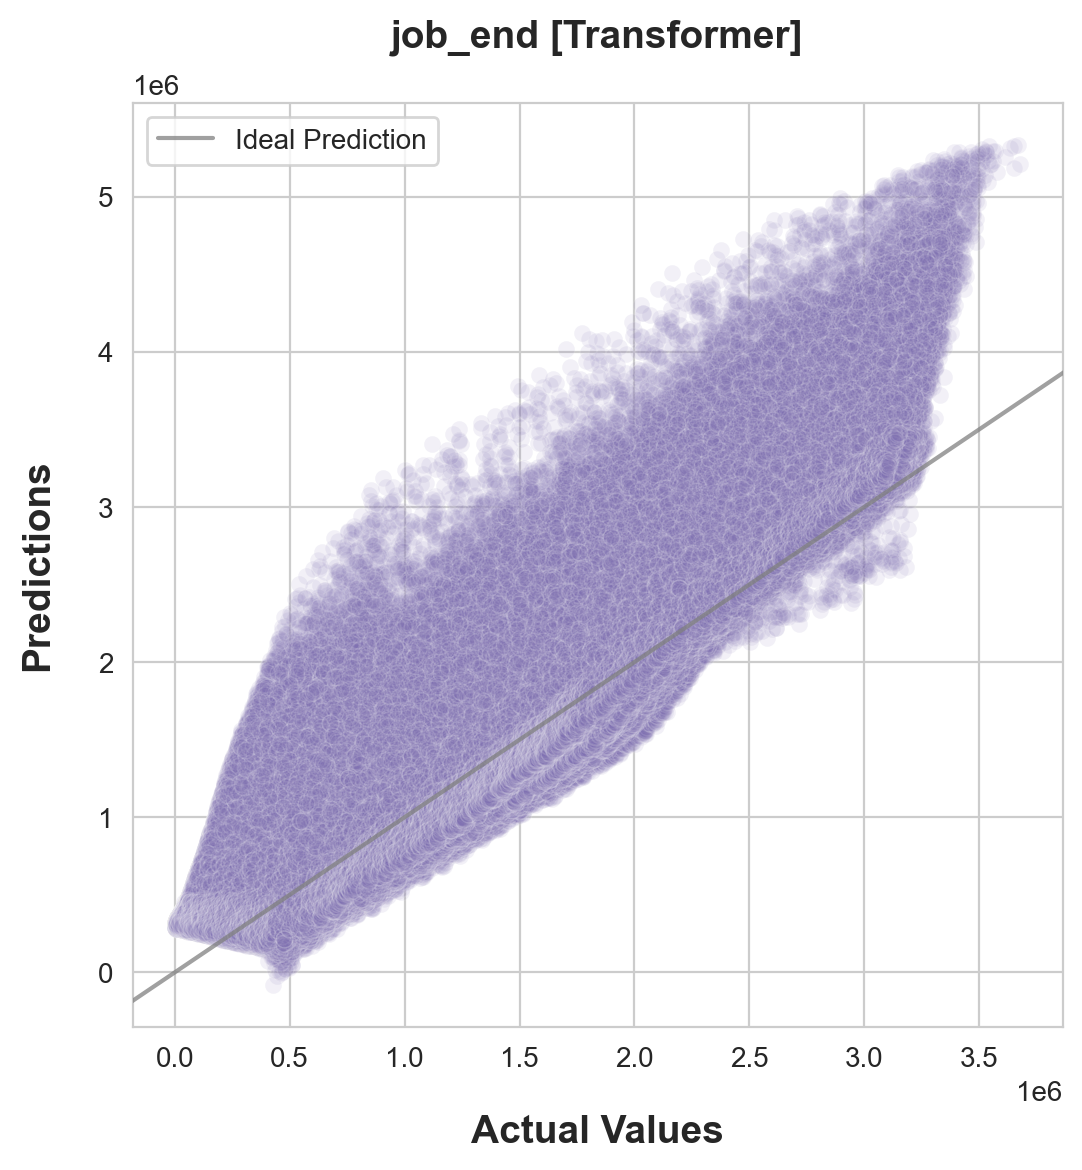 job_end [Transformer]
1e6
Ideal Prediction
5
4
3
2
1
0
Predictions
0.0 0.5 1.0 1.5 2.0 2.5 3.0 3.5
1e6
Actual Values